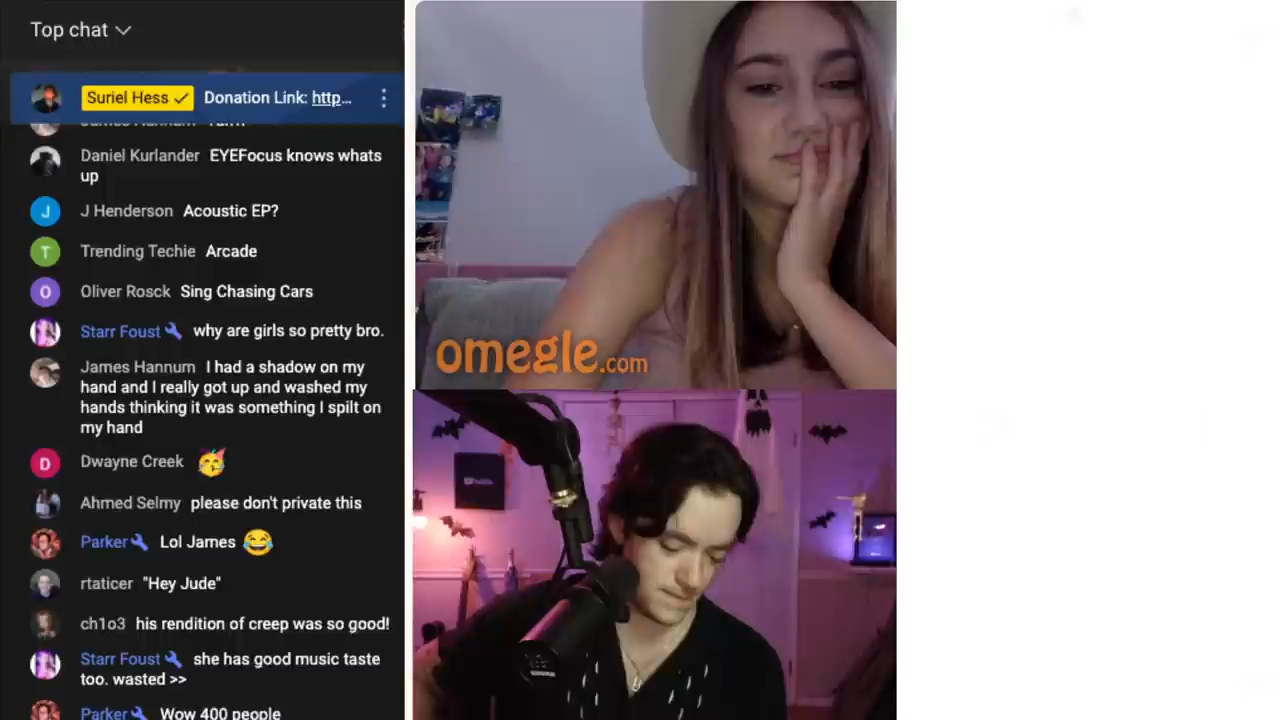 Top chat
Suriel Hess Donation Link: http...
Daniel Kurlander EYEFocus knows whats
up
J J Henderson Acoustic EP?
T Trending Techie Arcade
O Oliver Rosck Sing Chasing Cars
Starr Foust why are girls so pretty bro.
James Hannum I had a shadow on my
hand and I really got up and washed my
hands thinking it was something I spilt on
my hand
D Dwayne Creek 🥳
Ahmed Selmy please don't private this
Parker Lol James 😂
rtaticer "Hey Jude"
ch1o3 his rendition of creep was so good!
Starr Foust she has good music taste
too. wasted >>
Parker Wow 400 people
omegle.com